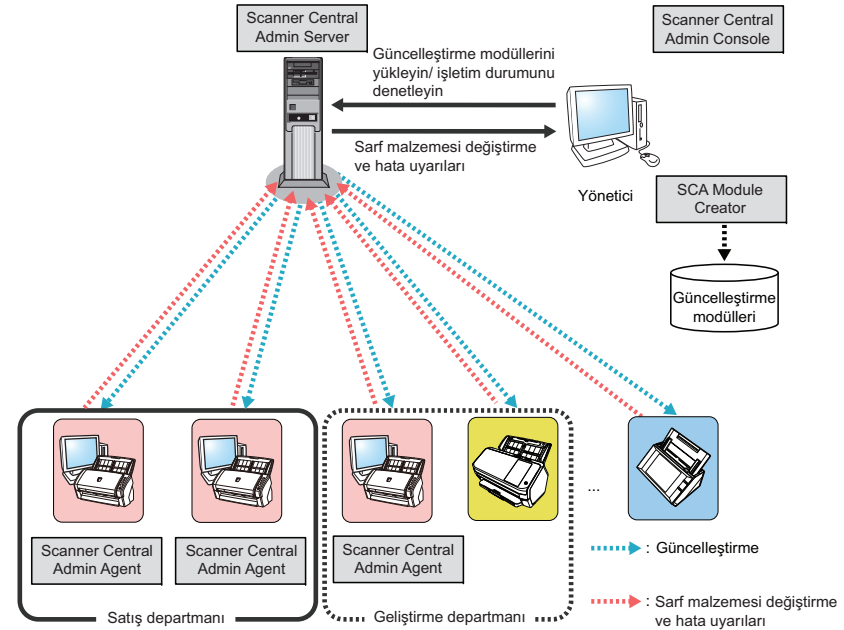 Scanner Central
Admin Server
Scanner Central
Admin Console
Güncelleştirme modüllerini
yükleyin/ işletim durumunu
denetleyin
Sarf malzemesi değiştirme
ve hata uyarıları
Yönetici
SCA Module
Creator
Güncelleştirme
modülleri
...
Scanner Central
Admin Agent
Scanner Central
Admin Agent
Scanner Central
Admin Agent
: Güncelleştirme
: Sarf malzemesi değiştirme
ve hata uyarıları
Satış departmanı
Geliştirme departmanı